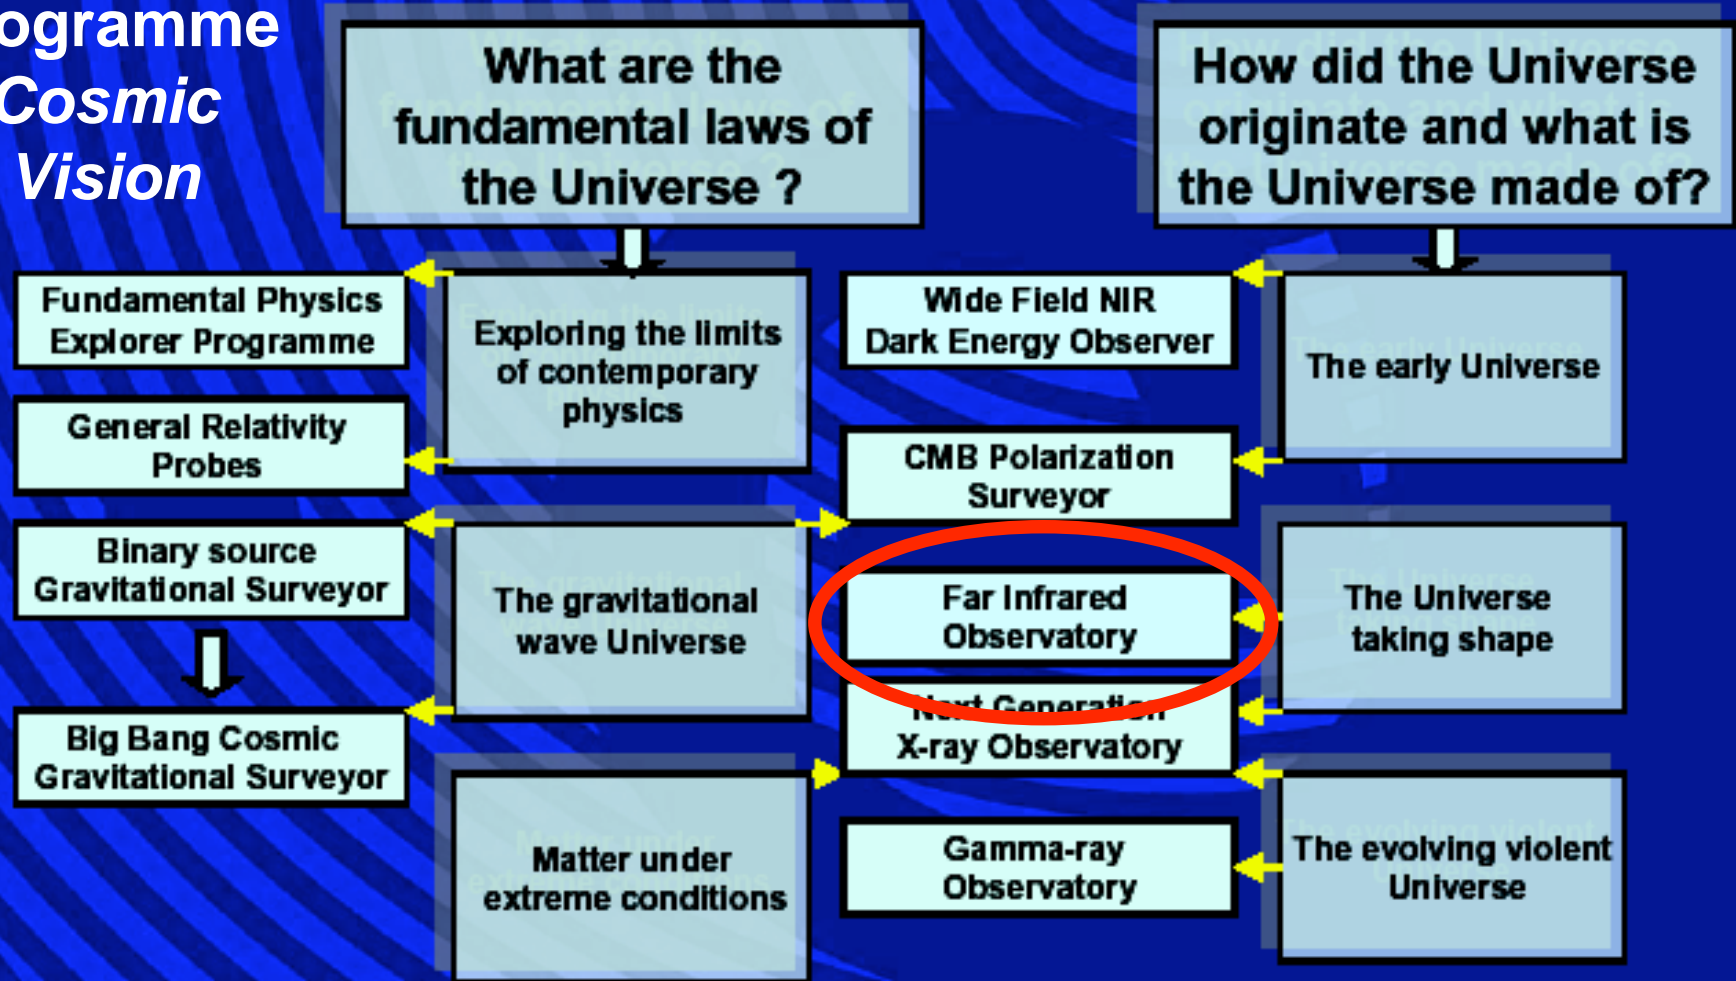 ogramme
Cosmic
Vision
What are the
fundamental laws of
the Universe ?
How did the Universe
originate and what is
the Universe made of?
Fundamental Physics
Explorer Programme
General Relativity
Probes
Binary source
Gravitational Surveyor
Big Bang Cosmic
Gravitational Surveyor
Exploring the limits
of contemporary
physics
The gravitational
wave Universe
Matter under
extreme conditions
Wide Field NIR
Dark Energy Observer
CMB Polarization
Surveyor
Far Infrared
Observatory
Next Generation
X-ray Observatory
Gamma-ray
Observatory
The early Universe
The Universe
taking shape
The evolving violent
Universe